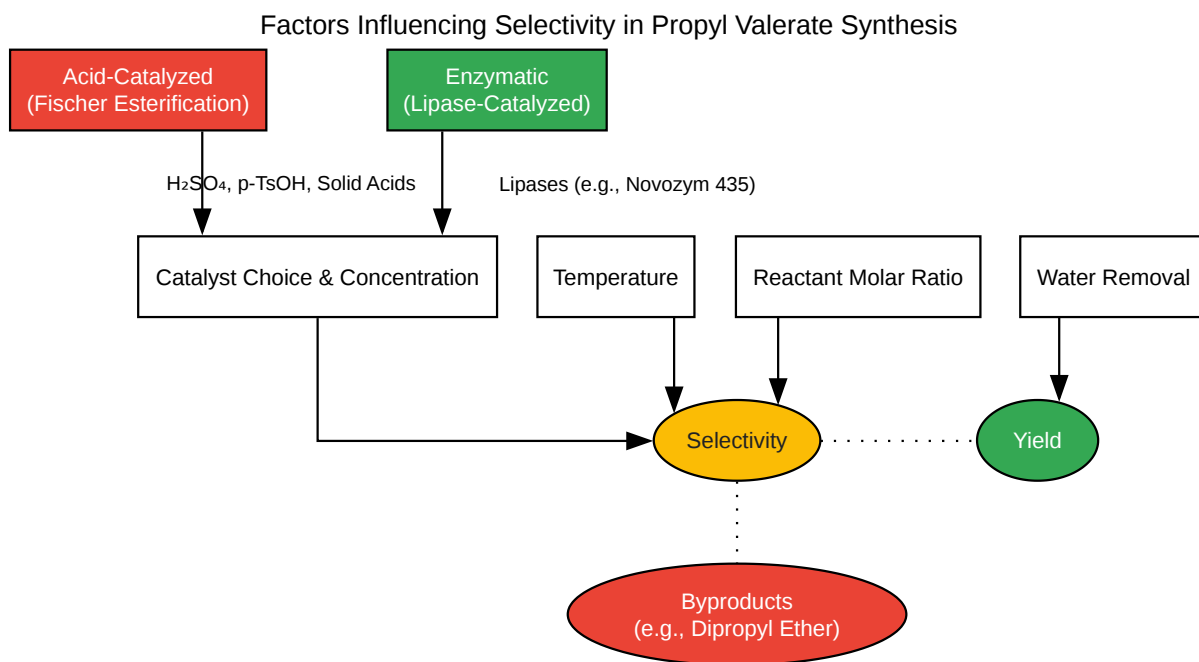 Factors Influencing Selectivity in Propyl Valerate Synthesis
Acid-Catalyzed
(Fischer Esterification)
Enzymatic
(Lipase-Catalyzed)
H₂SO₄, p-TsOH, Solid Acids
Lipases (e.g., Novozym 435)
Catalyst Choice & Concentration
Temperature
Reactant Molar Ratio
Water Removal
Selectivity
Yield
Byproducts
(e.g., Dipropyl Ether)